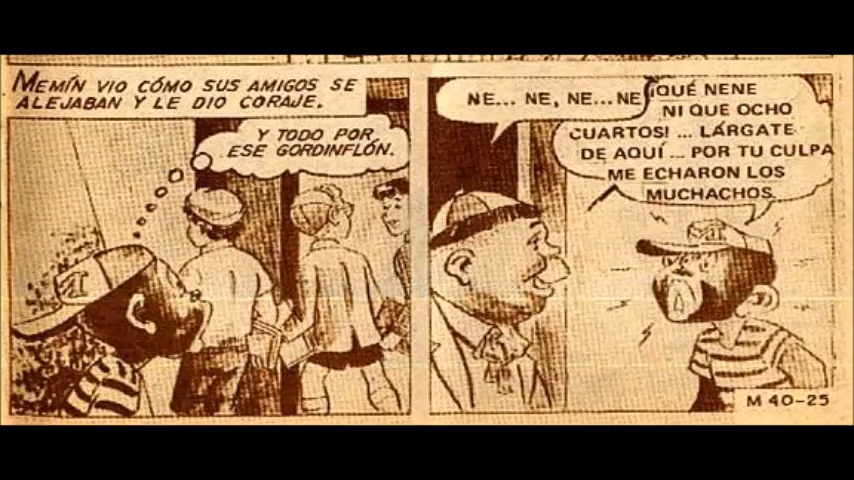 MEMÍN VIO CÓMO SUS AMIGOS SE
ALEJABAN Y LE DIO CORAJE.
Y TODO POR
ESE GORDINFLÓN.
NE... NE, NE... NE
¡QUÉ NENE
NI QUE OCHO
CUARTOS! ... LÁRGATE
DE AQUÍ ... POR TU CULPA
ME ECHARON LOS
MUCHACHOS
M 40-25